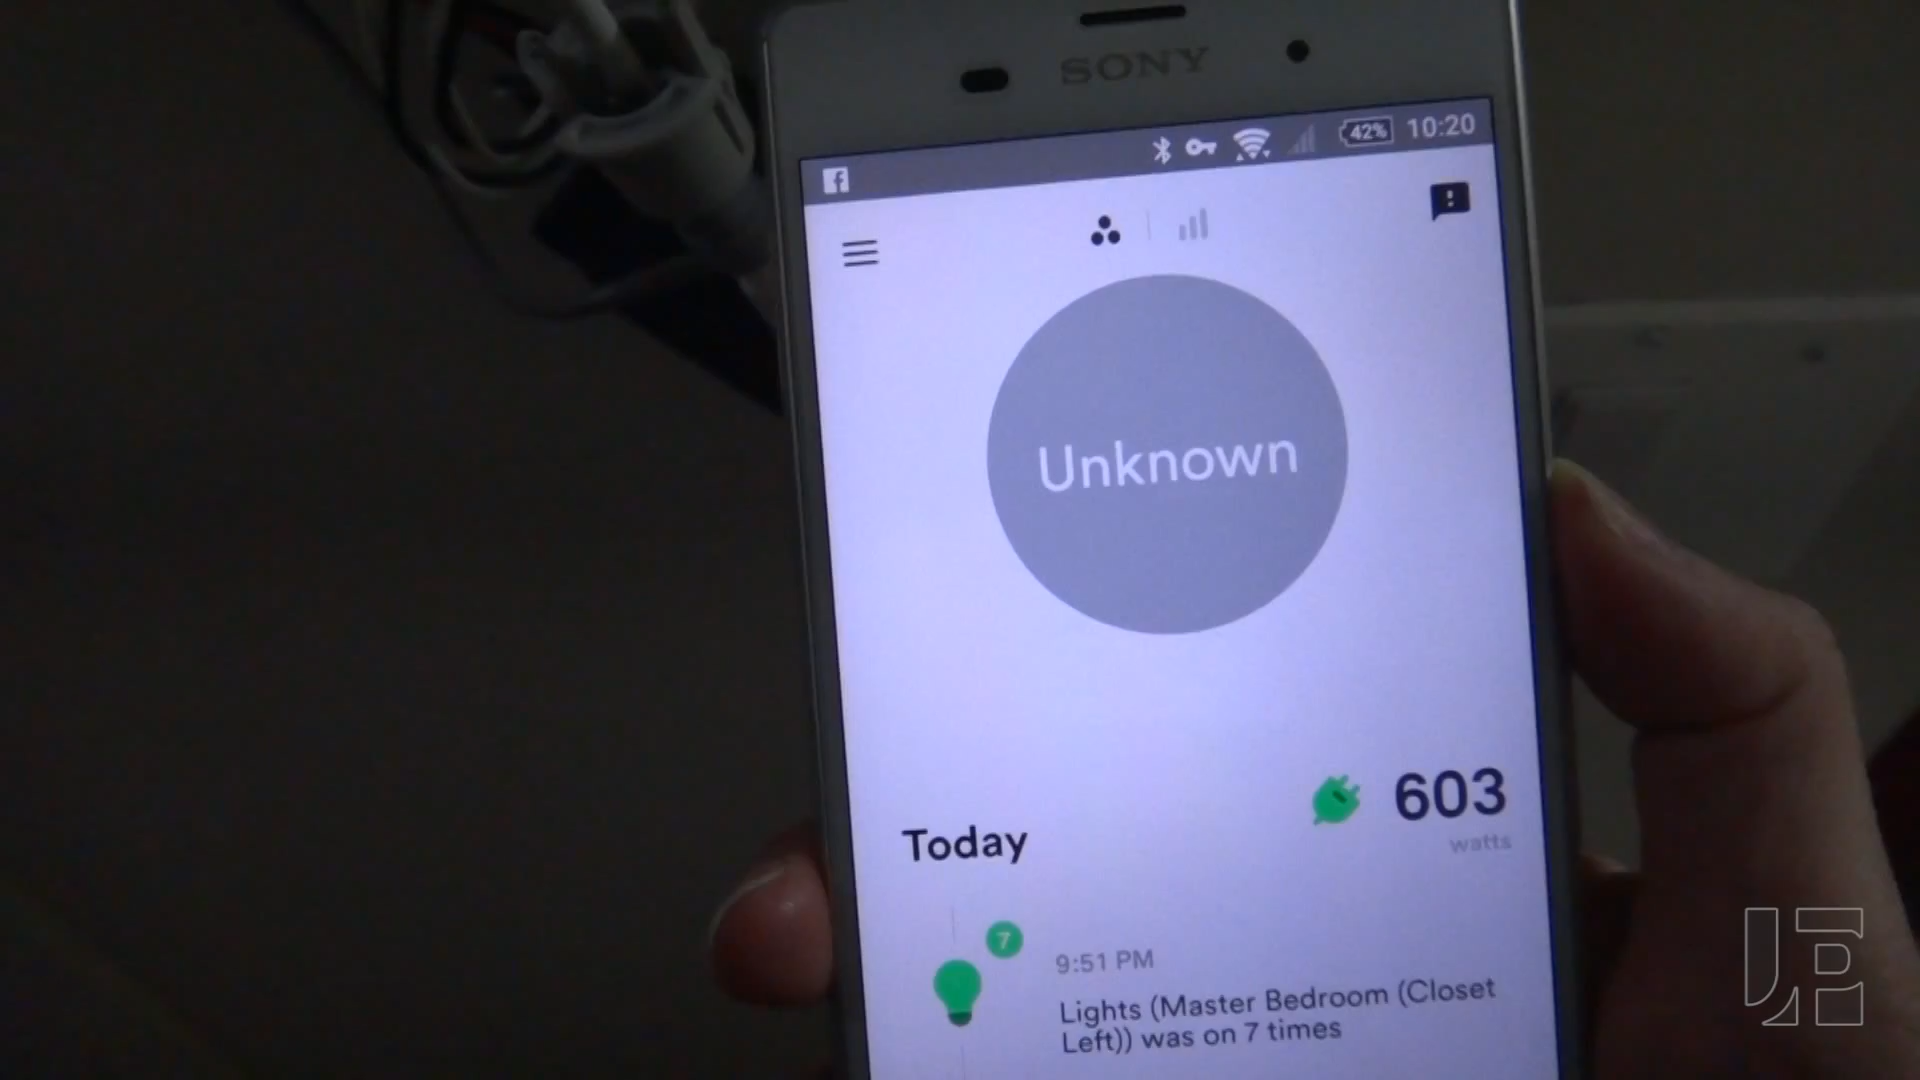 SONY
42% 10:20
Unknown
603
watts
Today
7
9:51 PM
Lights (Master Bedroom (Closet
Left)) was on 7 times